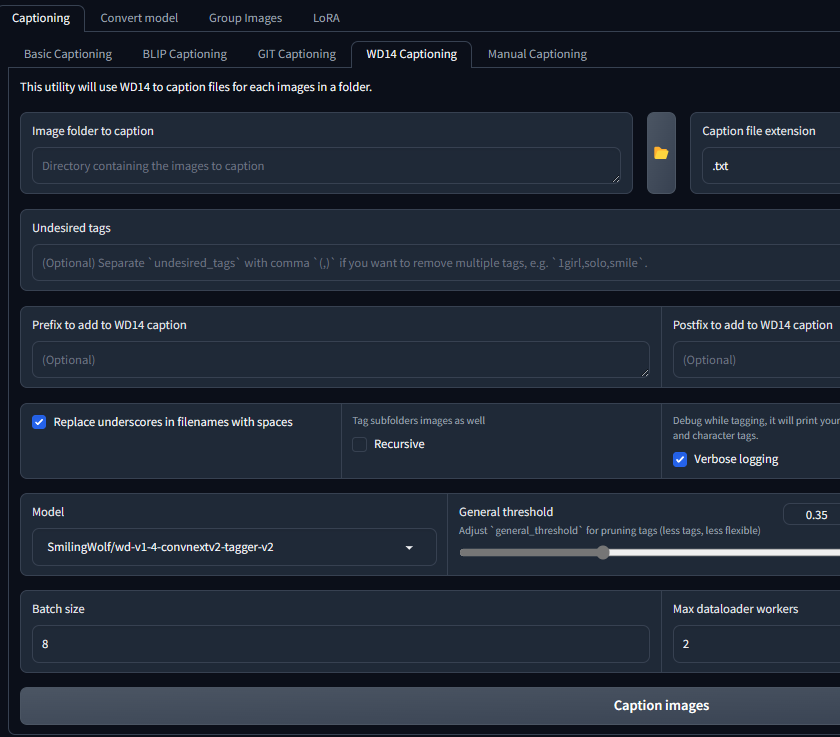 Captioning Convert model Group Images LoRA
Basic Captioning BLIP Captioning GIT Captioning WD14 Captioning Manual Captioning
This utility will use WD14 to caption files for each images in a folder.
Image folder to caption
Directory containing the images to caption
Caption file extension
.txt
Undesired tags
(Optional) Separate `undesired_tags` with comma `(,)` if you want to remove multiple tags, e.g. `1girl,solo,smile`.
Prefix to add to WD14 caption
(Optional)
Postfix to add to WD14 caption
(Optional)
Replace underscores in filenames with spaces
Tag subfolders images as well
Recursive
Debug while tagging, it will print your
and character tags.
Verbose logging
Model
SmilingWolf/wd-v1-4-convnextv2-tagger-v2
General threshold
0.35
Adjust `general_threshold` for pruning tags (less tags, less flexible)
Batch size
8
Max dataloader workers
2
Caption images